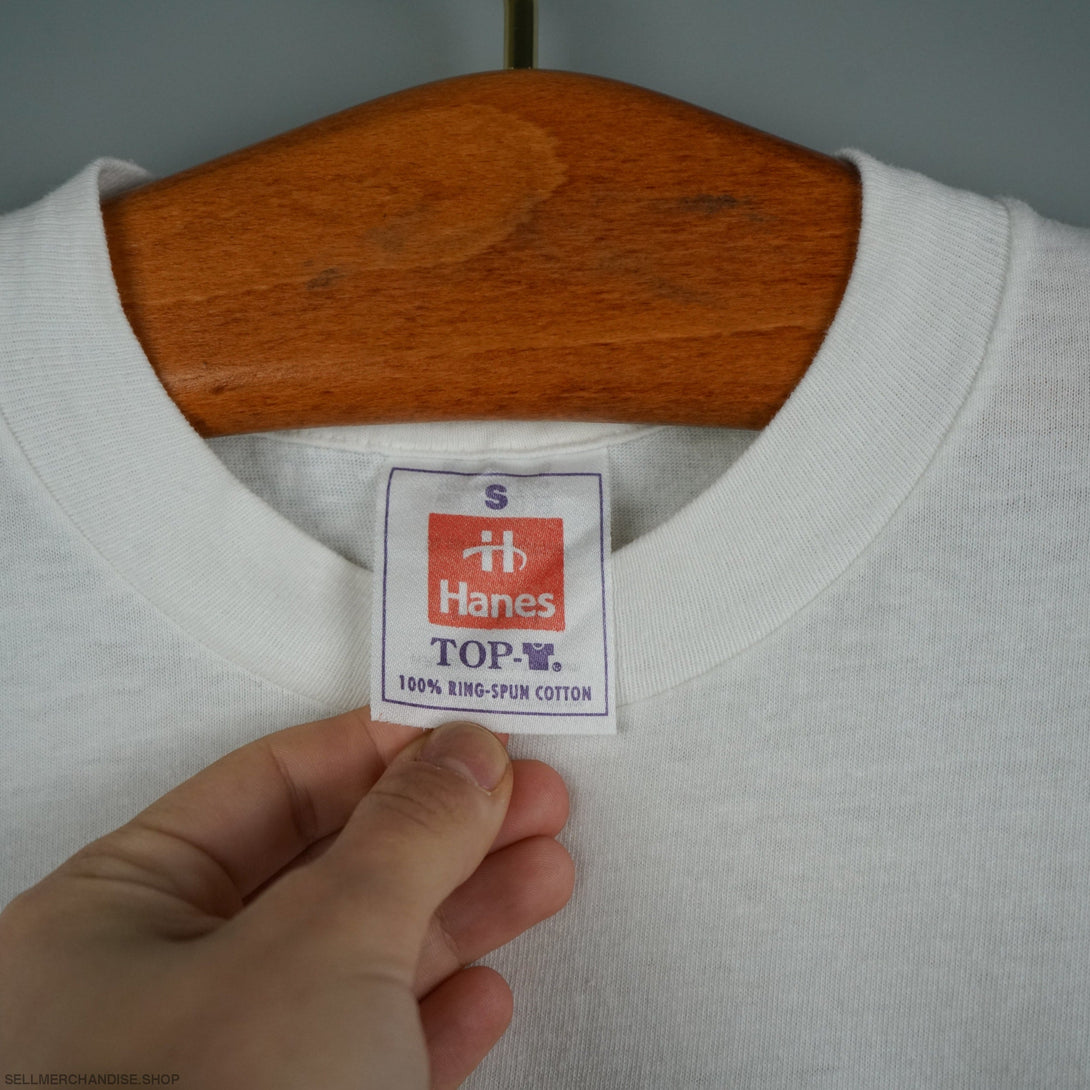 S
Hanes
TOP-
100% RING-SPUN COTTON
SELLMERCHANDISE.SHOP